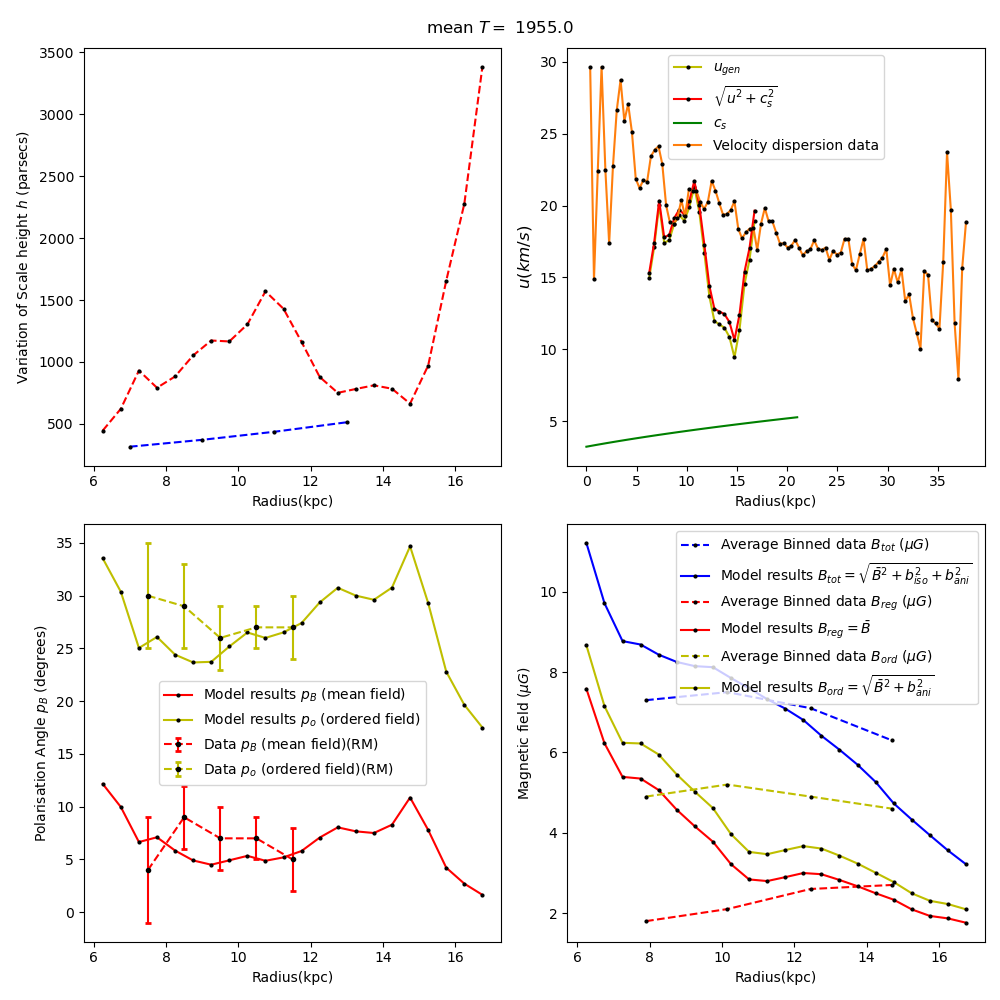 mean T = 1955.0
Variation of Scale height h (parsecs)
3500
3000
2500
2000
1500
1000
500
6 8 10 12 14 16
Radius(kpc)
u(km/s)
30
25
20
15
10
5
u_gen
√u² + c_s²
c_s
Velocity dispersion data
0 5 10 15 20 25 30 35
Radius(kpc)
Polarisation Angle p_B (degrees)
35
30
25
20
15
10
5
0
Model results p_B (mean field)
Model results p_o (ordered field)
Data p_B (mean field)(RM)
Data p_o (ordered field)(RM)
6 8 10 12 14 16
Radius(kpc)
Magnetic field (μG)
10
8
6
4
2
Average Binned data B_tot (μG)
Model results B_tot = √B̄² + b²_iso + b²_ani
Average Binned data B_reg (μG)
Model results B_reg = B̄
Average Binned data B_ord (μG)
Model results B_ord = √B̄² + b²_ani
6 8 10 12 14 16
Radius(kpc)